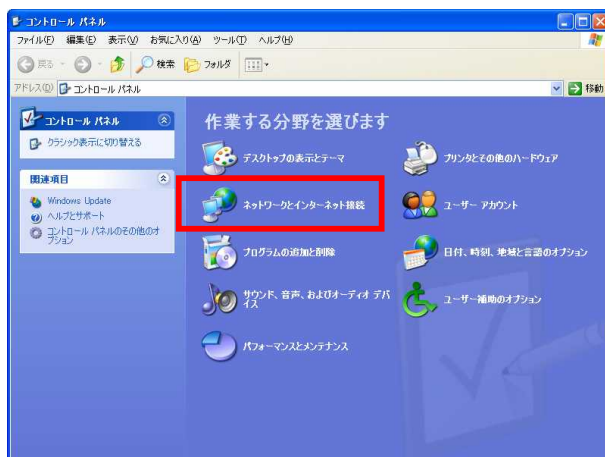 コントロール パネル
ファイル(F) 編集(E) 表示(V) お気に入り(A) ツール(T) ヘルプ(H)
戻る 検索 フォルダ
アドレス(D) コントロール パネル 移動
コントロール パネル
クラシック表示に切り替える
関連項目
Windows Update
ヘルプとサポート
コントロール パネルのその他のオ
プション
作業する分野を選びます
デスクトップの表示とテーマ
プリンタとその他のハードウェア
ネットワークとインターネット接続
ユーザー アカウント
プログラムの追加と削除
日付、時刻、地域と言語のオプション
サウンド、音声、およびオーディオ デバ
イス
ユーザー補助のオプション
パフォーマンスとメンテナンス